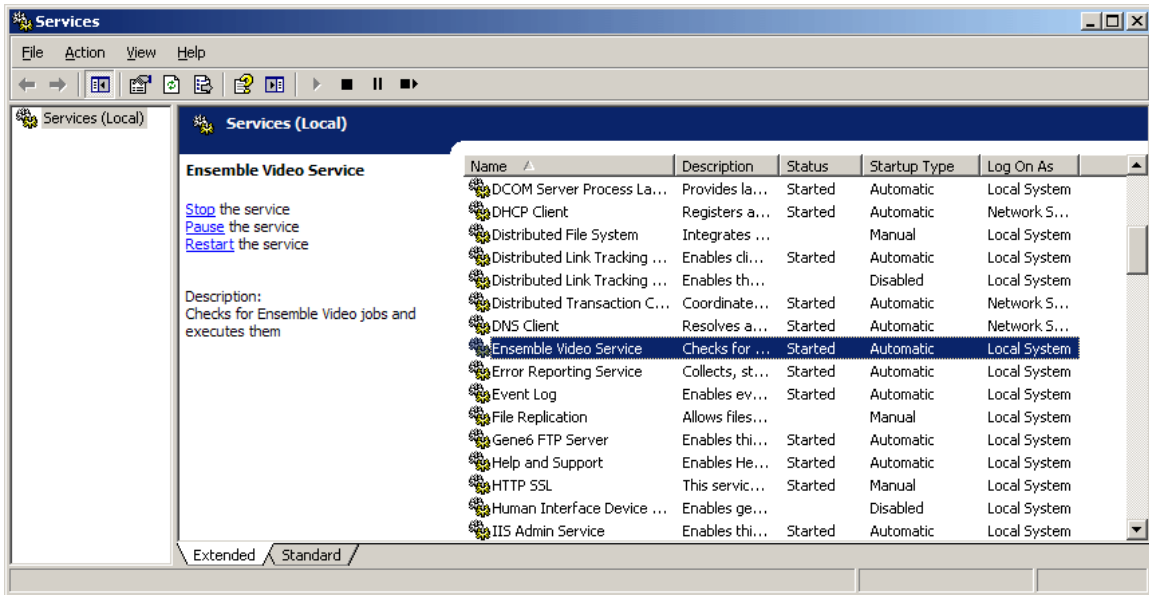 Services
File Action View Help
Services (Local)
Services (Local)
Ensemble Video Service
Stop the service
Pause the service
Restart the service
Description:
Checks for Ensemble Video jobs and
executes them
Name Description Status Startup Type Log On As
DCOM Server Process La... Provides la... Started Automatic Local System
DHCP Client Registers a... Started Automatic Network S...
Distributed File System Integrates ... Manual Local System
Distributed Link Tracking ... Enables cli... Started Automatic Local System
Distributed Link Tracking ... Enables th... Disabled Local System
Distributed Transaction C... Coordinate... Started Automatic Network S...
DNS Client Resolves a... Started Automatic Network S...
Ensemble Video Service Checks for ... Started Automatic Local System
Error Reporting Service Collects, st... Started Automatic Local System
Event Log Enables ev... Started Automatic Local System
File Replication Allows files... Manual Local System
Gene6 FTP Server Enables thi... Started Automatic Local System
Help and Support Enables He... Started Automatic Local System
HTTP SSL This servic... Started Manual Local System
Human Interface Device ... Enables ge... Disabled Local System
IIS Admin Service Enables thi... Started Automatic Local System
Extended Standard